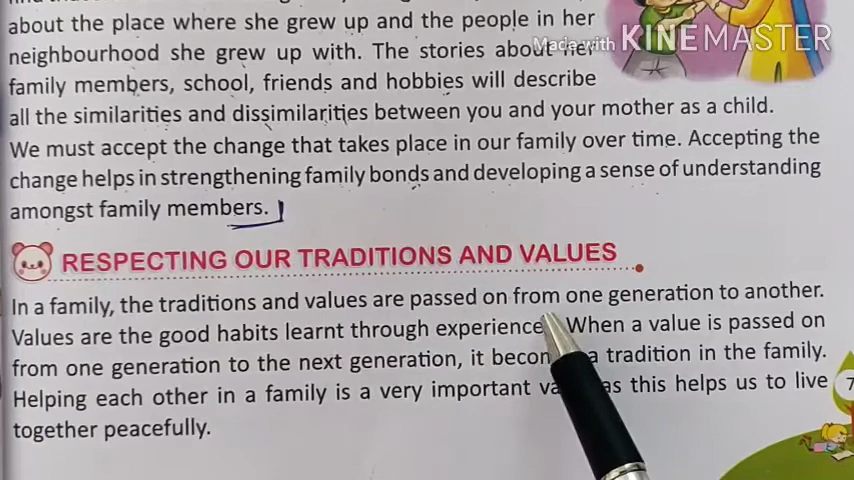 about the place where she grew up and the people in her
neighbourhood she grew up with. The stories about her
Made with KINEMASTER
family members, school, friends and hobbies will describe
all the similarities and dissimilarities between you and your mother as a child.
We must accept the change that takes place in our family over time. Accepting the
change helps in strengthening family bonds and developing a sense of understanding
amongst family members.
RESPECTING OUR TRADITIONS AND VALUES
In a family, the traditions and values are passed on from one generation to another.
Values are the good habits learnt through experience When a value is passed on
from one generation to the next generation, it becom a tradition in the family.
Helping each other in a family is a very important va as this helps us to live
7
together peacefully.